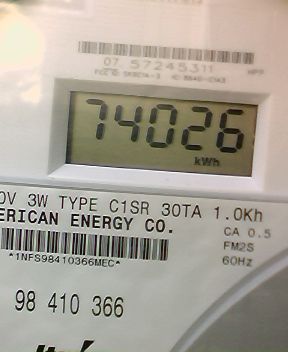 07 57245311
74026
kWh
0V 3W TYPE C1SR 30TA 1.0Kh
ERICAN ENERGY CO.
CA 0.5
FM2S
*1NFS98410366MEC*
60Hz
98 410 366